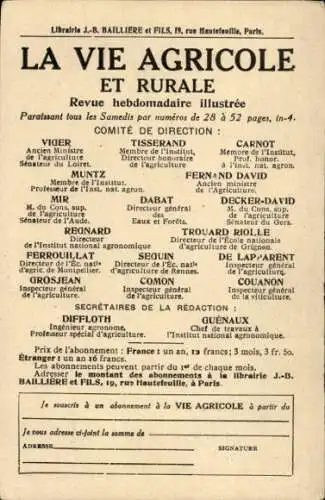 Librairie J.-B. BAILLIERE et FILS, 19, rue Hautefeuille, Paris.
LA VIE AGRICOLE
ET RURALE
Revue hebdomadaire illustrée
Paraissant tous les Samedis par numéros de 28 à 52 pages, in-4.
COMITÉ DE DIRECTION :
VIGER TISSERAND CARNOT
Ancien Ministre Membre de l'Institut, Membre de l'Institut,
de l'agriculture Directeur honoraire Prof. honor.
Sénateur du Loiret. de l'agriculture à l'Inst. nat. agron.
MUNTZ FERNAND DAVID
Membre de l'Institut. Ancien ministre
Professeur de l'Inst. nat. agron. de l'Agriculture.
MIR DABAT DECKER-DAVID
M. du Cons. sup. Directeur général M. du Cons. sup.
de l'agriculture des de l'agriculture
Sénateur de l'Aude. Eaux et Forêts. Sénateur du Gers.
REGNARD TROUARD RIOLLE
Directeur Directeur de l'École nationale
de l'Institut national agronomique d'agriculture de Grignon.
FERROUILLAT SEGUIN DE LAPPARENT
Directeur de l'Éc. natle Directeur de l'Éc. natle Inspecteur général
d'agric. de Montpellier. d'agriculture de Rennes. de l'agriculture.
GROSJEAN COMON COUANON
Inspecteur général Inspecteur général Inspecteur général
de l'agriculture. de l'agriculture. de la viticulture.
SECRÉTAIRES DE LA RÉDACTION :
DIFFLOTH GUÉNAUX
Ingénieur agronome, Chef de travaux à
Professeur spécial d'agriculture. l'Institut national agronomique.
Prix de l'abonnement : France : un an, 12 francs; 3 mois, 3 fr. 50.
Étranger : un an 16 francs.
Les abonnements peuvent partir du 1er de chaque mois.
Adresser le montant des abonnements à la librairie J.-B.
BAILLIÈRE et FILS, 19, rue Hautefeuille, à Paris.
Je souscris à un abonnement à la VIE AGRICOLE à partir du
Je vous adresse ci-joint la somme de
ADRESSE SIGNATURE